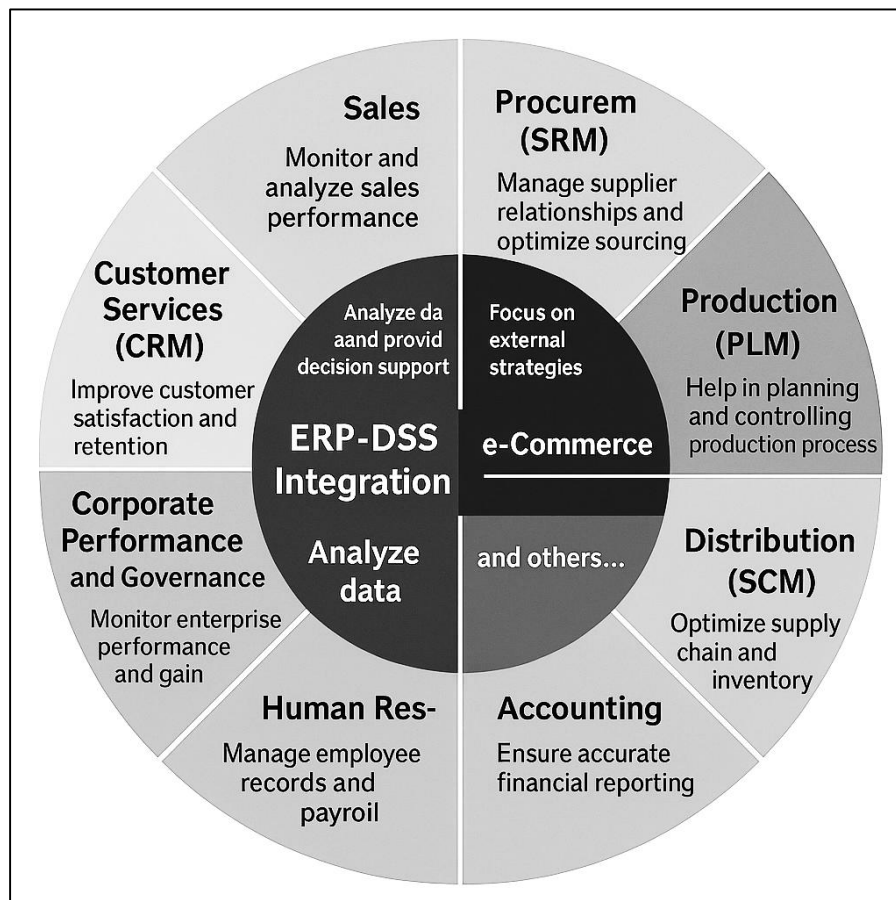 Sales
Monitor and
analyze sales
performance
Procurem
(SRM)
Manage supplier
relationships and
optimize sourcing
Production
(PLM)
Help in planning
and controlling
production process
Distribution
(SCM)
Optimize supply
chain and
inventory
Accounting
Ensure accurate
financial reporting
Human Res-
Manage employee
records and
payroil
Corporate
Performance
and Governance
Monitor enterprise
performance
and gain
Customer
Services
(CRM)
Improve customer
satisfaction and
retention
Analyze da
aand provid
decision support
ERP-DSS
Integration
Analyze
data
Focus on
external
strategies
e-Commerce
and others...